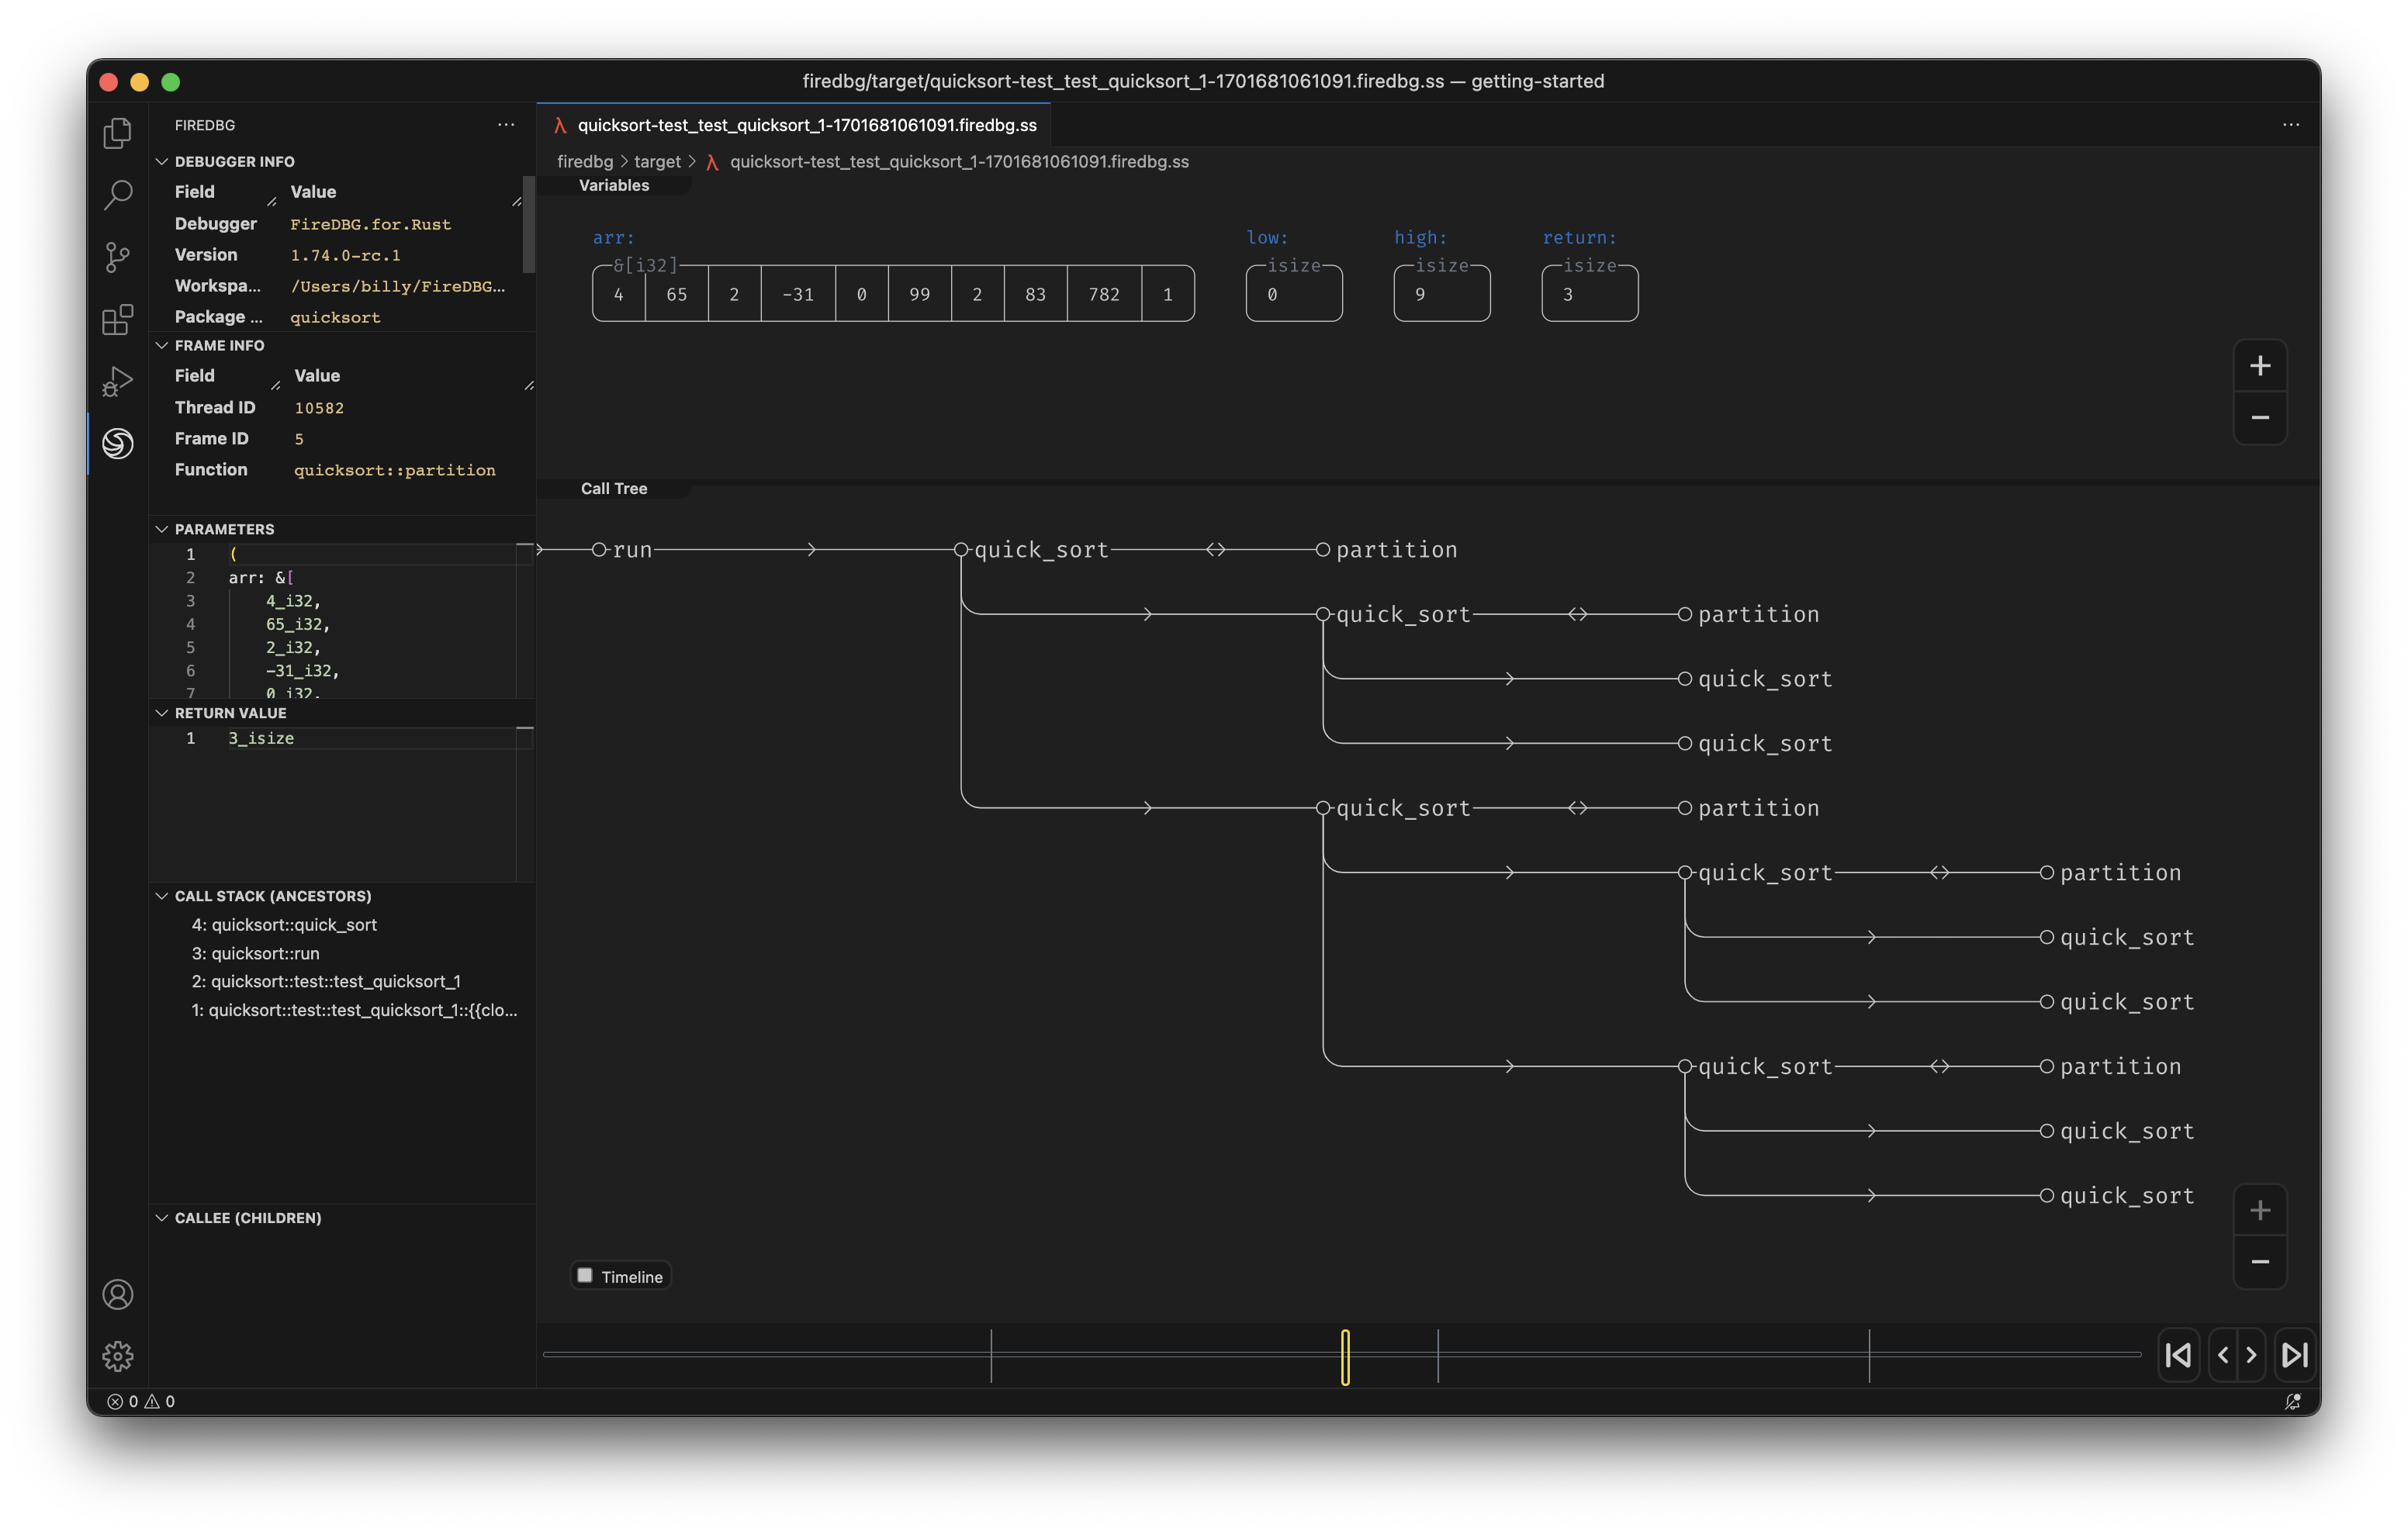 firedbg/target/quicksort-test_test_quicksort_1-1701681061091.firedbg.ss — getting-started
FIREDBG
DEBUGGER INFO
Field Value
Debugger FireDBG.for.Rust
Version 1.74.0-rc.1
Workspa... /Users/billy/FireDBG...
Package ... quicksort
FRAME INFO
Field Value
Thread ID 10582
Frame ID 5
Function quicksort::partition
PARAMETERS
1 (
2 arr: &[
3 4_i32,
4 65_i32,
5 2_i32,
6 -31_i32,
7 0_i32,
RETURN VALUE
1 3_isize
CALL STACK (ANCESTORS)
4: quicksort::quick_sort
3: quicksort::run
2: quicksort::test::test_quicksort_1
1: quicksort::test::test_quicksort_1::{{clo...
CALLEE (CHILDREN)
λ quicksort-test_test_quicksort_1-1701681061091.firedbg.ss
firedbg > target > λ quicksort-test_test_quicksort_1-1701681061091.firedbg.ss
Variables
arr: low: high: return:
&[i32] isize isize isize
4 65 2 -31 0 99 2 83 782 1 0 9 3
Call Tree
run quick_sort partition
quick_sort partition
quick_sort
quick_sort
quick_sort partition
quick_sort partition
quick_sort
quick_sort
quick_sort partition
quick_sort
quick_sort
Timeline
0 0